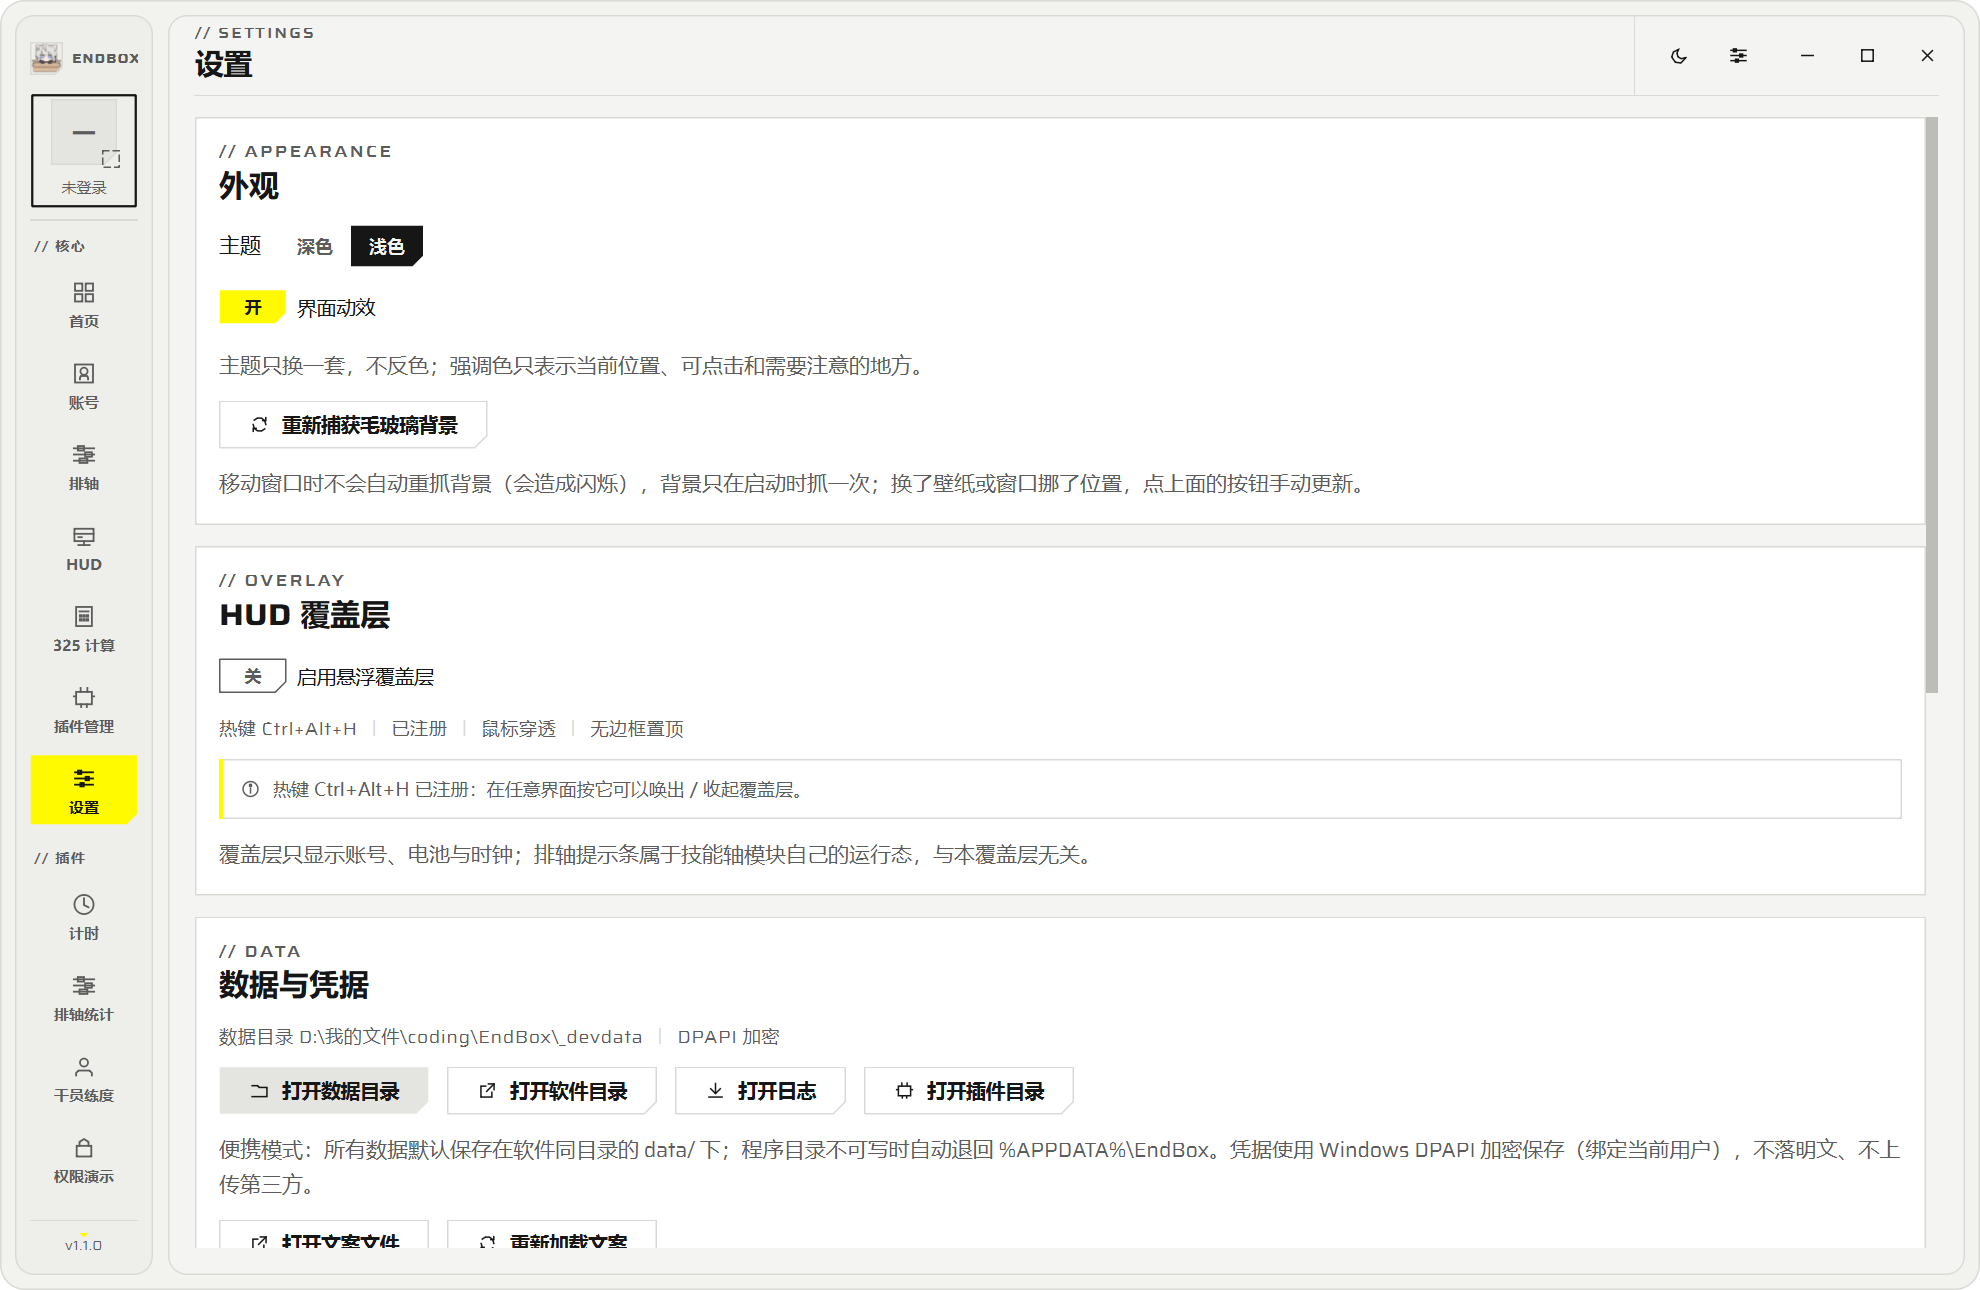 ENDBOX
未登录
// 核心
首页
账号
排轴
HUD
325 计算
插件管理
设置
// 插件
计时
排轴统计
干员练度
权限演示
v1.1.0
// SETTINGS
设置
// APPEARANCE
外观
主题 深色 浅色
开 界面动效
主题只换一套，不反色；强调色只表示当前位置、可点击和需要注意的地方。
重新捕获毛玻璃背景
移动窗口时不会自动重抓背景（会造成闪烁），背景只在启动时抓一次；换了壁纸或窗口挪了位置，点上面的按钮手动更新。
// OVERLAY
HUD 覆盖层
关 启用悬浮覆盖层
热键 Ctrl+Alt+H 已注册 鼠标穿透 无边框置顶
热键 Ctrl+Alt+H 已注册：在任意界面按它可以唤出 / 收起覆盖层。
覆盖层只显示账号、电池与时钟；排轴提示条属于技能轴模块自己的运行态，与本覆盖层无关。
// DATA
数据与凭据
数据目录 D:\我的文件\coding\EndBox\_devdata DPAPI 加密
打开数据目录 打开软件目录 打开日志 打开插件目录
便携模式：所有数据默认保存在软件同目录的 data/ 下；程序目录不可写时自动退回 %APPDATA%\EndBox。凭据使用 Windows DPAPI 加密保存（绑定当前用户），不落明文、不上
传第三方。
打开文案文件 重新加载文案